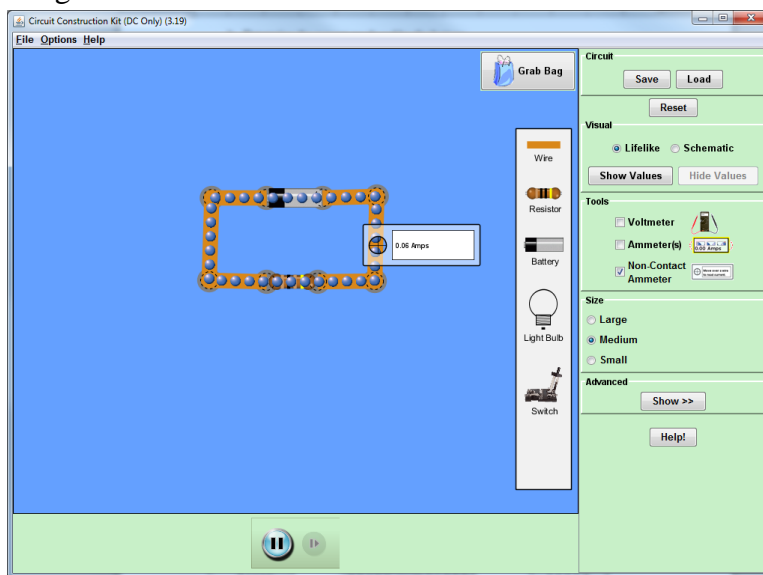 Circuit Construction Kit (DC Only) (3.19)
File Options Help
Grab Bag
Wire
Resistor
Battery
Light Bulb
Switch
0.06 Amps
Circuit
Save Load
Reset
Visual
Lifelike Schematic
Show Values Hide Values
Tools
Voltmeter
Ammeter(s)
0.00 Amps
Non-Contact
Ammeter
Size
Large
Medium
Small
Advanced
Show >>
Help!